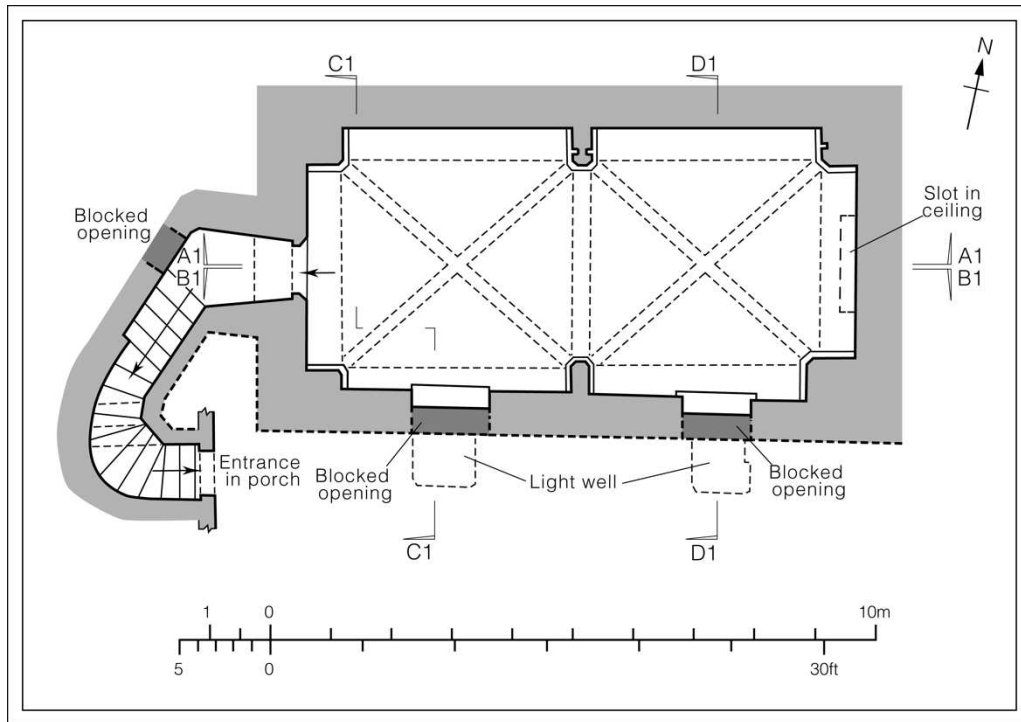 C1
D1
N
Blocked
opening
Slot in
ceiling
A1
B1
A1
B1
Entrance
in porch
Blocked
opening
Light well
Blocked
opening
C1
D1
1
0
10m
5
0
30ft